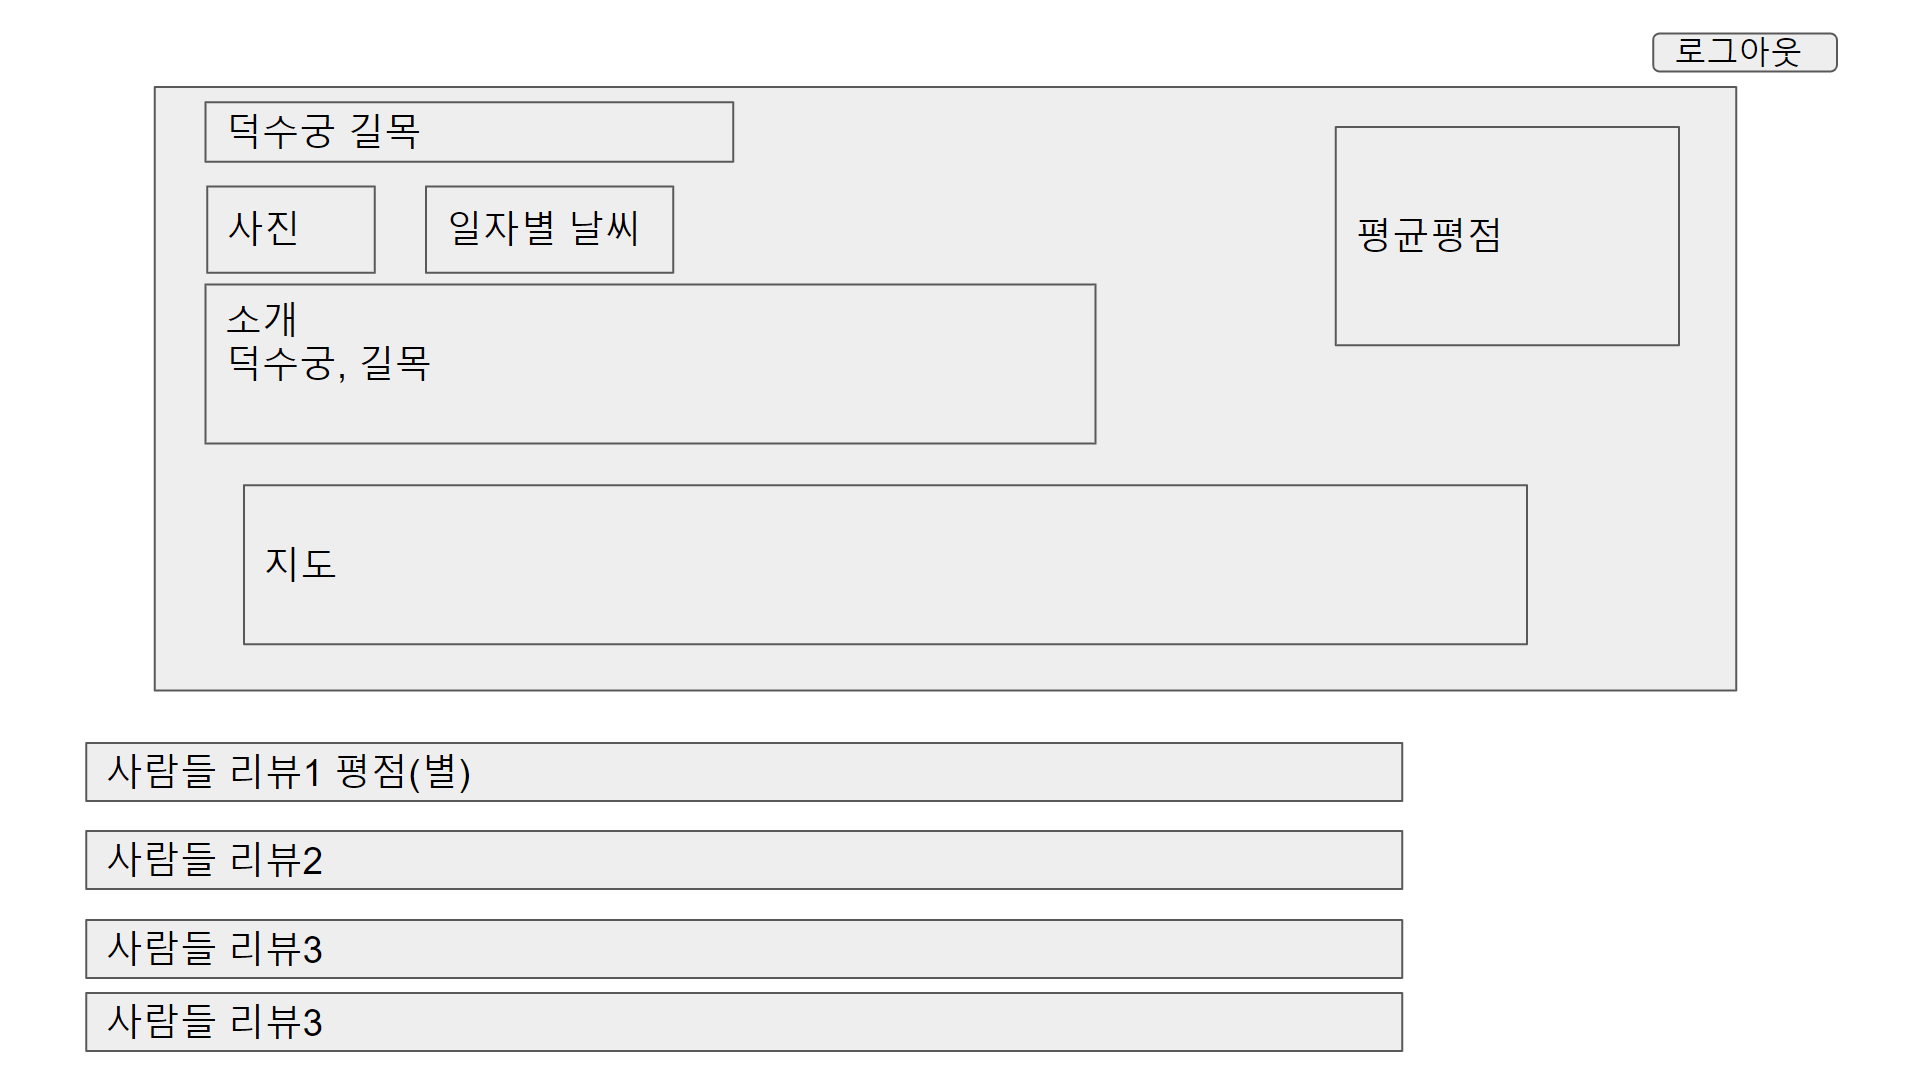 로그아웃
덕수궁 길목
사진
일자별 날씨
평균평점
소개
덕수궁, 길목
지도
사람들 리뷰1 평점(별)
사람들 리뷰2
사람들 리뷰3
사람들 리뷰3